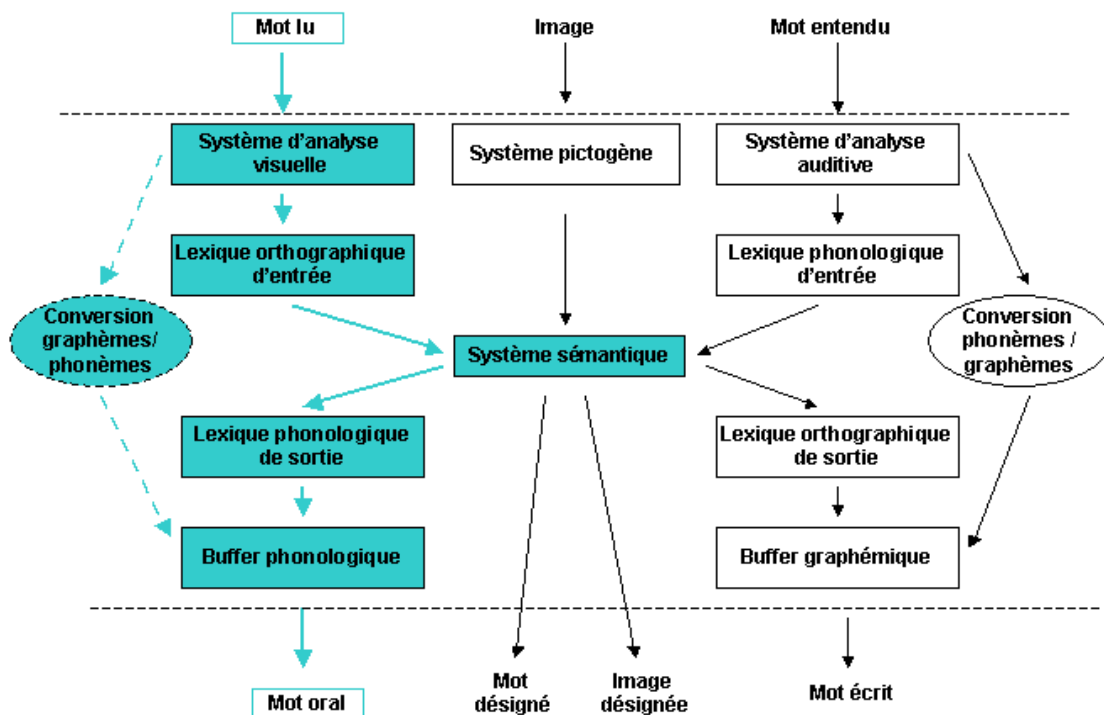 Mot lu
Image
Mot entendu
Système d'analyse
visuelle
Système pictogène
Système d'analyse
auditive
Lexique orthographique
d'entrée
Lexique phonologique
d'entrée
Conversion
graphèmes/
phonèmes
Système sémantique
Conversion
phonèmes /
graphèmes
Lexique phonologique
de sortie
Lexique orthographique
de sortie
Buffer phonologique
Buffer graphémique
Mot oral
Mot
désigné
Image
désignée
Mot écrit